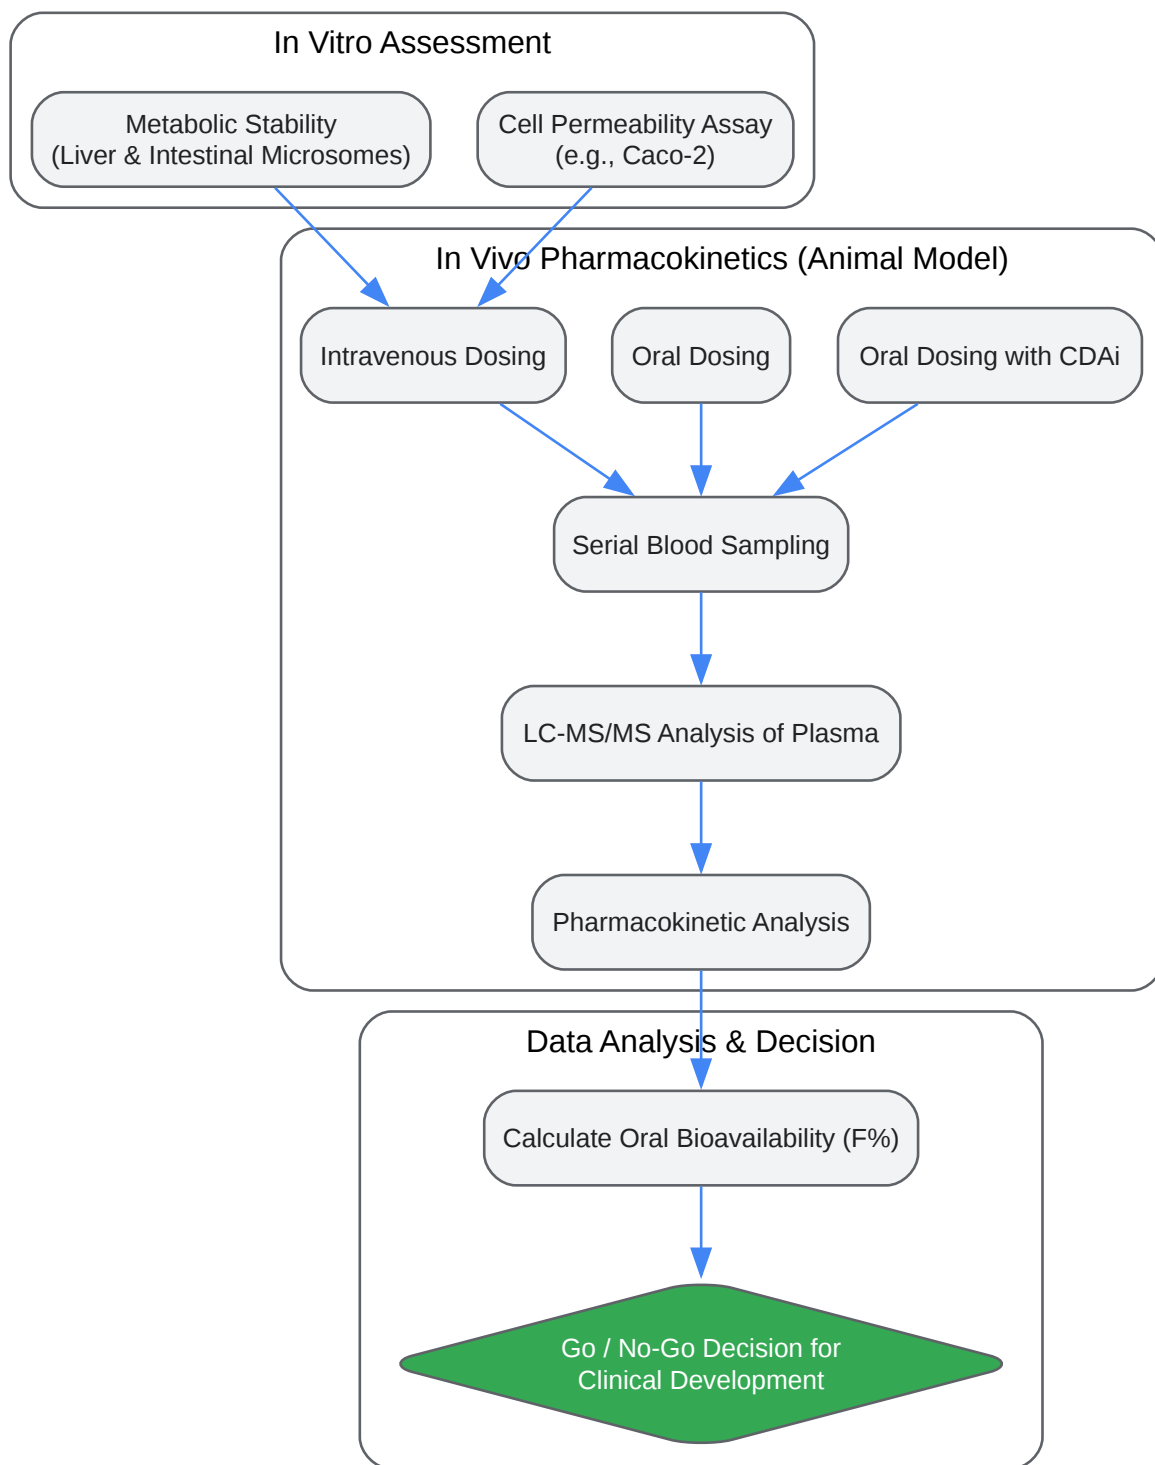 In Vitro Assessment
Metabolic Stability
(Liver & Intestinal Microsomes)
Cell Permeability Assay
(e.g., Caco-2)
In Vivo Pharmacokinetics (Animal Model)
Intravenous Dosing
Oral Dosing
Oral Dosing with CDAi
Serial Blood Sampling
LC-MS/MS Analysis of Plasma
Pharmacokinetic Analysis
Data Analysis & Decision
Calculate Oral Bioavailability (F%)
Go / No-Go Decision for
Clinical Development